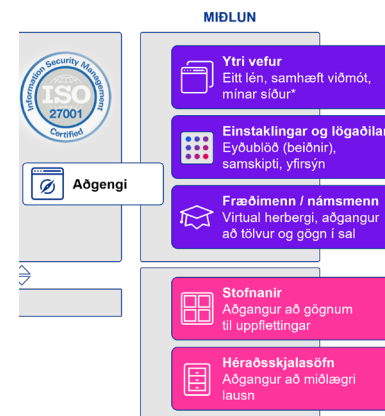 MIÐLUN
Information Security Management
ISO
27001
Certified
Aðgengi
Ytri vefur
Eitt lén, samhæft viðmót,
mínar síður*
Einstaklingar og lögaðilar
Eyðublöð (beiðnir),
samskipti, yfirsýn
Fræðimenn / námsmenn
Virtual herbergi, aðgangur
að tölvur og gögn í sal
Stofnanir
Aðgangur að gögnum
til uppflettingar
Héraðsskjalasöfn
Aðgangur að miðlægri
lausn